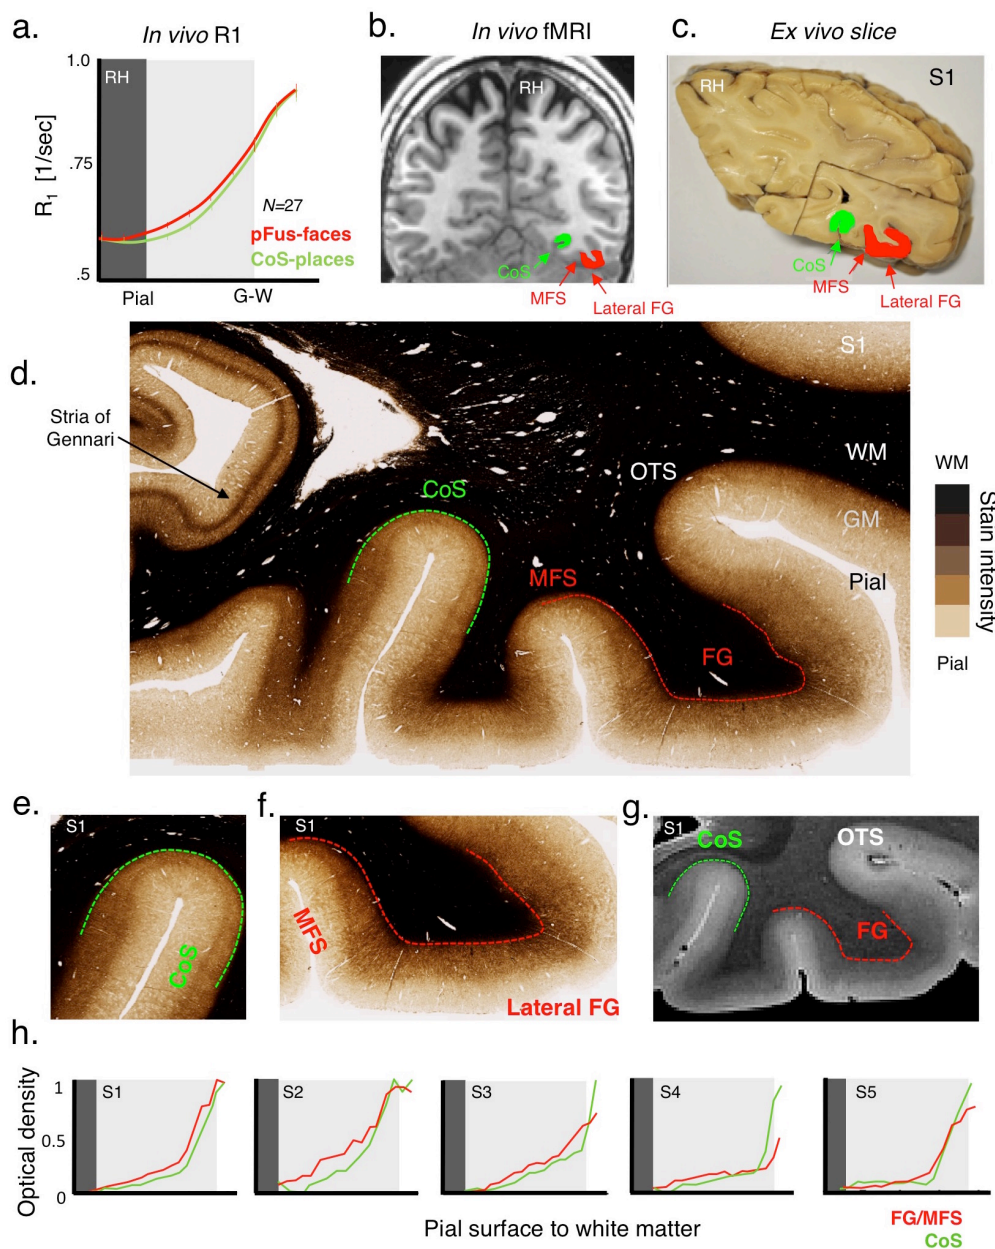 a.
In vivo R1
1.0
RH
.75
R1 [1/sec]
N=27
pFus-faces
CoS-places
.5
Pial
G-W
b.
In vivo fMRI
RH
CoS
MFS
Lateral FG
c.
Ex vivo slice
RH
S1
CoS
MFS
Lateral FG
d.
S1
Stria of
Gennari
CoS
OTS
WM
GM
MFS
Pial
FG
WM
Stain intensity
Pial
e.
S1
CoS
f.
S1
MFS
Lateral FG
g.
S1
CoS
OTS
FG
h.
Optical density
1
0.5
0
S1
S2
S3
S4
S5
Pial surface to white matter
FG/MFS
CoS